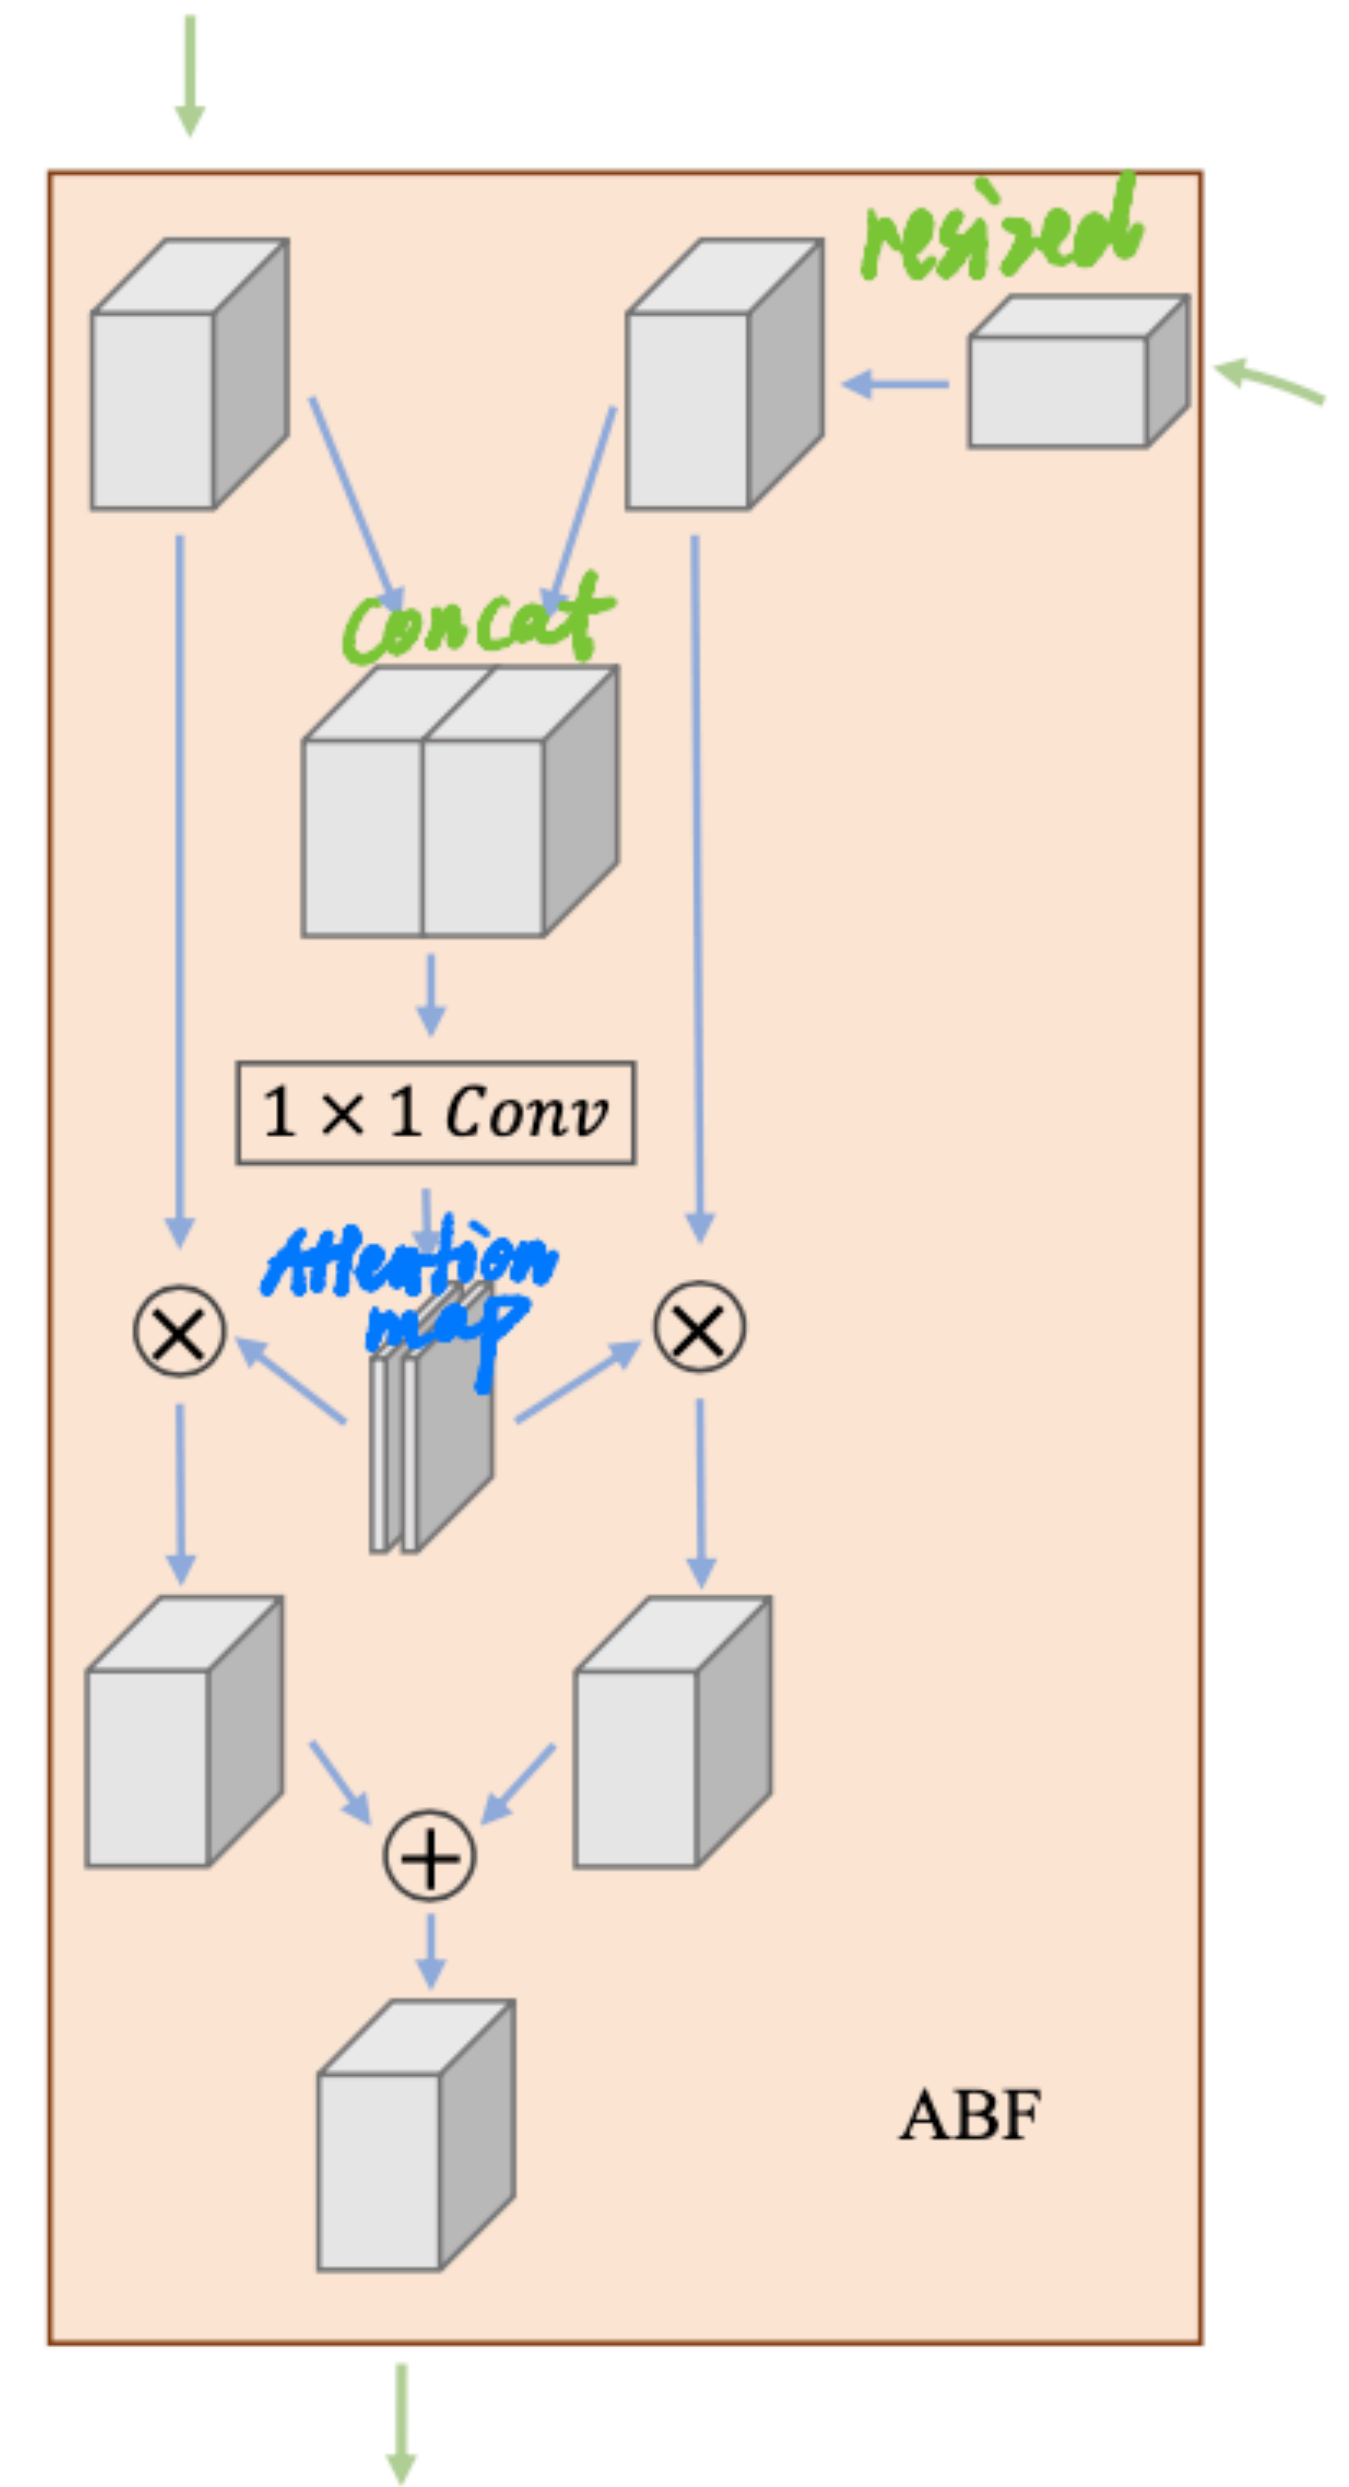 resized
Concat
1 × 1 Conv
Attention
map
ABF